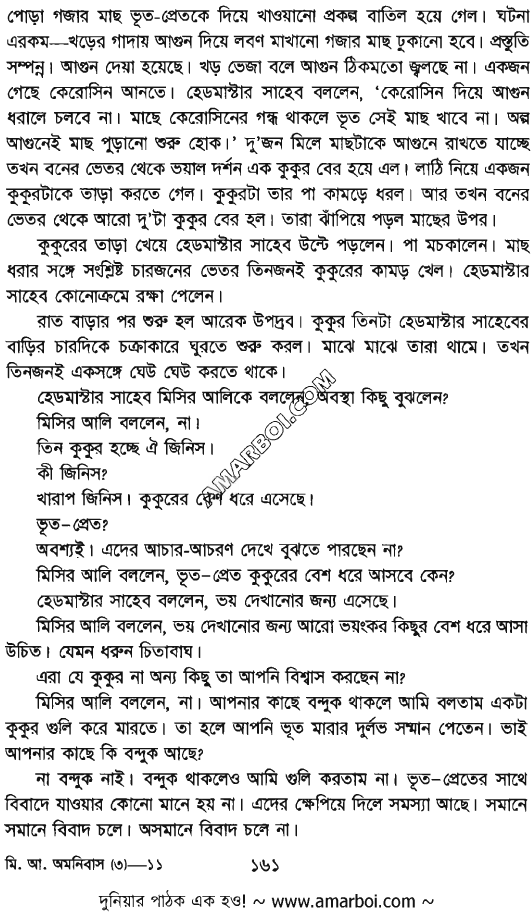 পোড়া গজার মাছ ভূত-প্রেতকে দিয়ে খাওয়ানো প্রকল্প বাতিল হয়ে গেল। ঘটনা
এরকম—খড়ের গাদায় আগুন দিয়ে লবণ মাখানো গজার মাছ ঢুকানো হবে। প্রস্তুতি
সম্পন্ন। আগুন দেয়া হয়েছে। খড় ভেজা বলে আগুন ঠিকমতো জ্বলছে না। একজন
গেছে কেরোসিন আনতে। হেডমাস্টার সাহেব বললেন, ‘কেরোসিন দিয়ে আগুন
ধরালে চলবে না। মাছে কেরোসিনের গন্ধ থাকলে ভূত সেই মাছ খাবে না। অল্প
আগুনেই মাছ পুড়ানো শুরু হোক।’ দু’জন মিলে মাছটাকে আগুনে রাখতে যাচ্ছে
তখন বনের ভেতর থেকে ভয়াল দর্শন এক কুকুর বের হয়ে এল। লাঠি নিয়ে একজন
কুকুরটাকে তাড়া করতে গেল। কুকুরটা তার পা কামড়ে ধরল। আর তখন বনের
ভেতর থেকে আরো দু’টা কুকুর বের হল। তারা ঝাঁপিয়ে পড়ল মাছের উপর।
কুকুরের তাড়া খেয়ে হেডমাস্টার সাহেব উল্টে পড়লেন। পা মচকালেন। মাছ
ধরার সঙ্গে সংশ্লিষ্ট চারজনের ভেতর তিনজনই কুকুরের কামড় খেল। হেডমাস্টার
সাহেব কোনোক্রমে রক্ষা পেলেন।
রাত বাড়ার পর শুরু হল আরেক উপদ্রব। কুকুর তিনটা হেডমাস্টার সাহেবের
বাড়ির চারদিকে চক্রাকারে ঘুরতে শুরু করল। মাঝে মাঝে তারা থামে। তখন
তিনজনই একসঙ্গে ঘেউ ঘেউ করতে থাকে।
হেডমাস্টার সাহেব মিসির আলিকে বললেন, অবস্থা কিছু বুঝলেন?
মিসির আলি বললেন, না।
তিন কুকুর হচ্ছে ঐ জিনিস।
কী জিনিস?
খারাপ জিনিস। কুকুরের বেশ ধরে এসেছে।
ভূত-প্রেত?
অবশ্যই। এদের আচার-আচরণ দেখে বুঝতে পারছেন না?
মিসির আলি বললেন, ভূত-প্রেত কুকুরের বেশ ধরে আসবে কেন?
হেডমাস্টার সাহেব বললেন, ভয় দেখানোর জন্য এসেছে।
মিসির আলি বললেন, ভয় দেখানোর জন্য আরো ভয়ংকর কিছুর বেশ ধরে আসা
উচিত। যেমন ধরুন চিতাবাঘ।
এরা যে কুকুর না অন্য কিছু তা আপনি বিশ্বাস করছেন না?
মিসির আলি বললেন, না। আপনার কাছে বন্দুক থাকলে আমি বলতাম একটা
কুকুর গুলি করে মারতে। তা হলে আপনি ভূত মারার দুর্লভ সম্মান পেতেন। ভাই
আপনার কাছে কি বন্দুক আছে?
না বন্দুক নাই। বন্দুক থাকলেও আমি গুলি করতাম না। ভূত-প্রেতের সাথে
বিবাদে যাওয়ার কোনো মানে হয় না। এদের ক্ষেপিয়ে দিলে সমস্যা আছে। সমানে
সমানে বিবাদ চলে। অসমানে বিবাদ চলে না।
মি. আ. অমনিবাস (৩)—১১ ১৬১
দুনিয়ার পাঠক এক হও! ~ www.amarboi.com ~
AMARBOI.COM